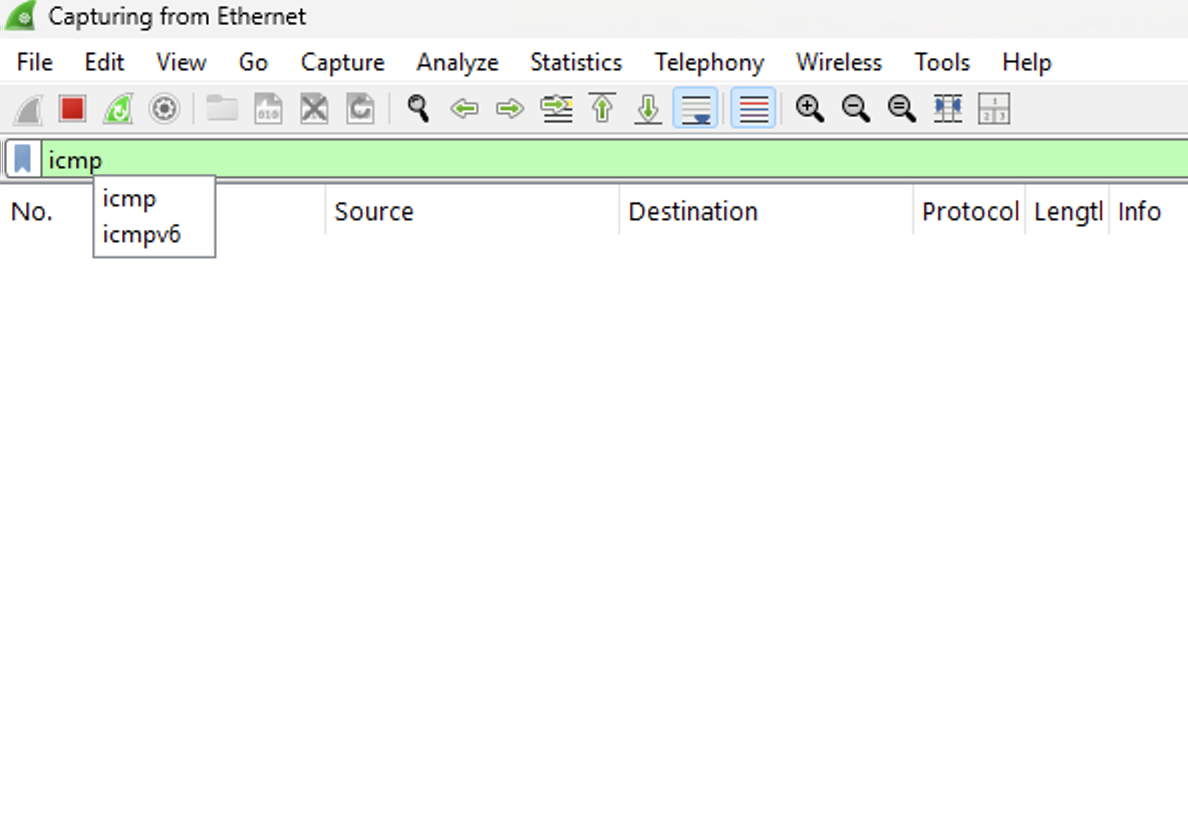 Capturing from Ethernet
File Edit View Go Capture Analyze Statistics Telephony Wireless Tools Help
icmp
icmp
icmpv6
No. Source Destination Protocol Lengtl Info